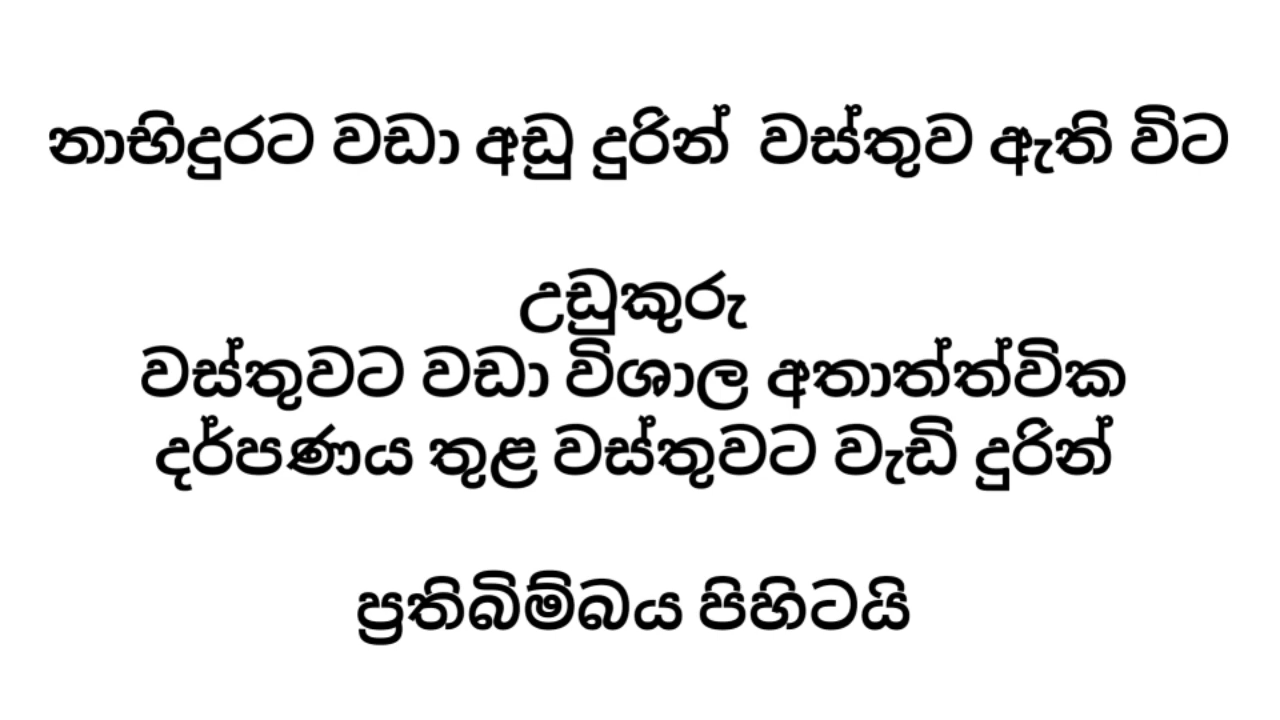 නාභිදුරට වඩා අඩු දුරින් වස්තුව ඇති විට
උඩුකුරු
වස්තුවට වඩා විශාල අතාත්ත්වික
දර්පණය තුළ වස්තුවට වැඩි දුරින්
ප්‍රතිබිම්බය පිහිටයි